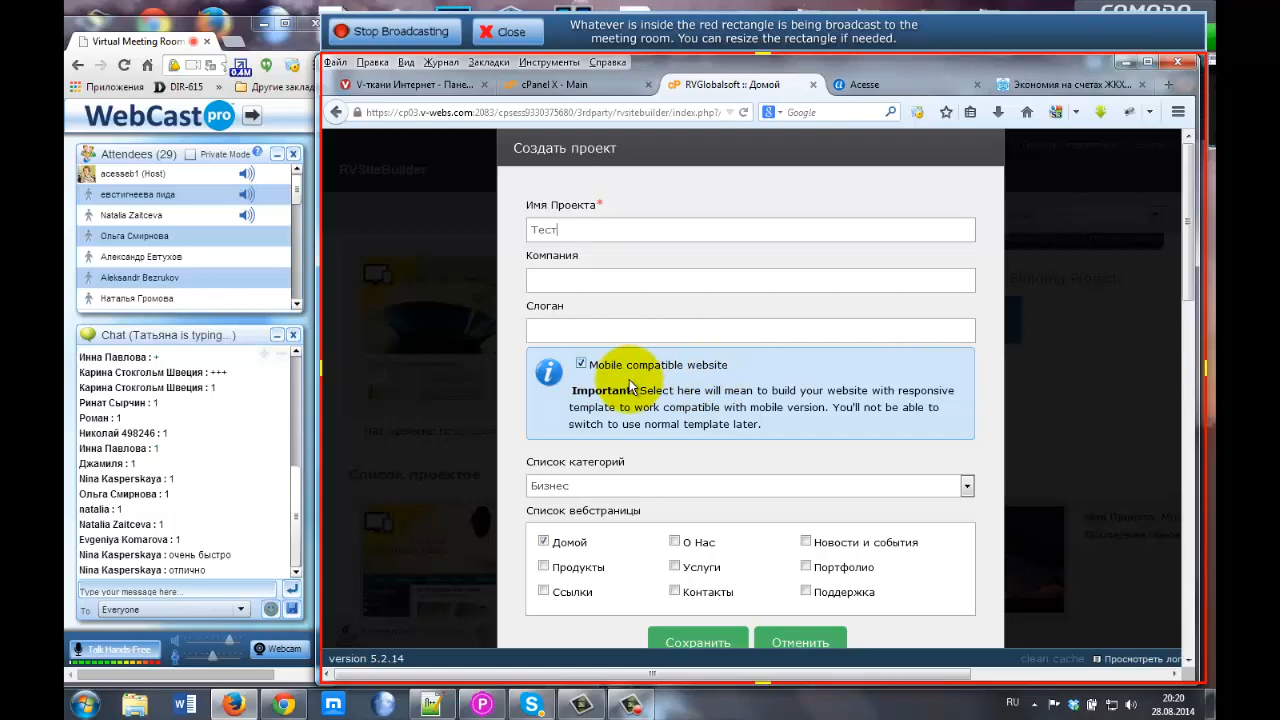 COMODO
Stop Broadcasting
Close
Whatever is inside the red rectangle is being broadcast to the
meeting room. You can resize the rectangle if needed.
Virtual Meeting Room
0.4M
Приложения
DIR-615
Другие заклад
WebCast pro
Attendees (29)
Private Mode
acesseb1 (Host)
евстигнеева лида
Natalia Zaitceva
Ольга Смирнова
Александр Евтухов
Aleksandr Bezrukov
Наталья Громова
Chat (Татьяна is typing...)
Инна Павлова : +
Карина Стокгольм Швеция : +++
Карина Стокгольм Швеция : 1
Ринат Сырчин : 1
Роман : 1
Николай 498246 : 1
Инна Павлова : 1
Джамиля : 1
Nina Kasperskaya : 1
Ольга Смирнова : 1
natalia : 1
Natalia Zaitceva : 1
Evgeniya Komarova : 1
Nina Kasperskaya : очень быстро
Nina Kasperskaya : отлично
Type your message here...
To
Everyone
Talk Hands-Free
Webcam
Файл Правка Вид Журнал Закладки Инструменты Справка
V-ткани Интернет - Пане...
cPanel X - Main
RVGlobalsoft :: Домой
Acesse
Экономия на счетах ЖКХ...
https://cp03.v-webs.com:2083/cpsess9330375680/3rdparty/rvsitebuilder/index.php?/
Google
RVSiteBuilder
Создать проект
Имя Проекта*
Тест
Компания
Слоган
Mobile compatible website
Important: Select here will mean to build your website with responsive
template to work compatible with mobile version. You'll not be able to
switch to use normal template later.
Список категорий
Бизнес
Список вебстраницы
Домой
О Нас
Новости и события
Продукты
Услуги
Портфолио
Ссылки
Контакты
Поддержка
Сохранить
Отменить
Список проектов
version 5.2.14
clean cache
Просмотреть лог
RU
20:20
28.08.2014